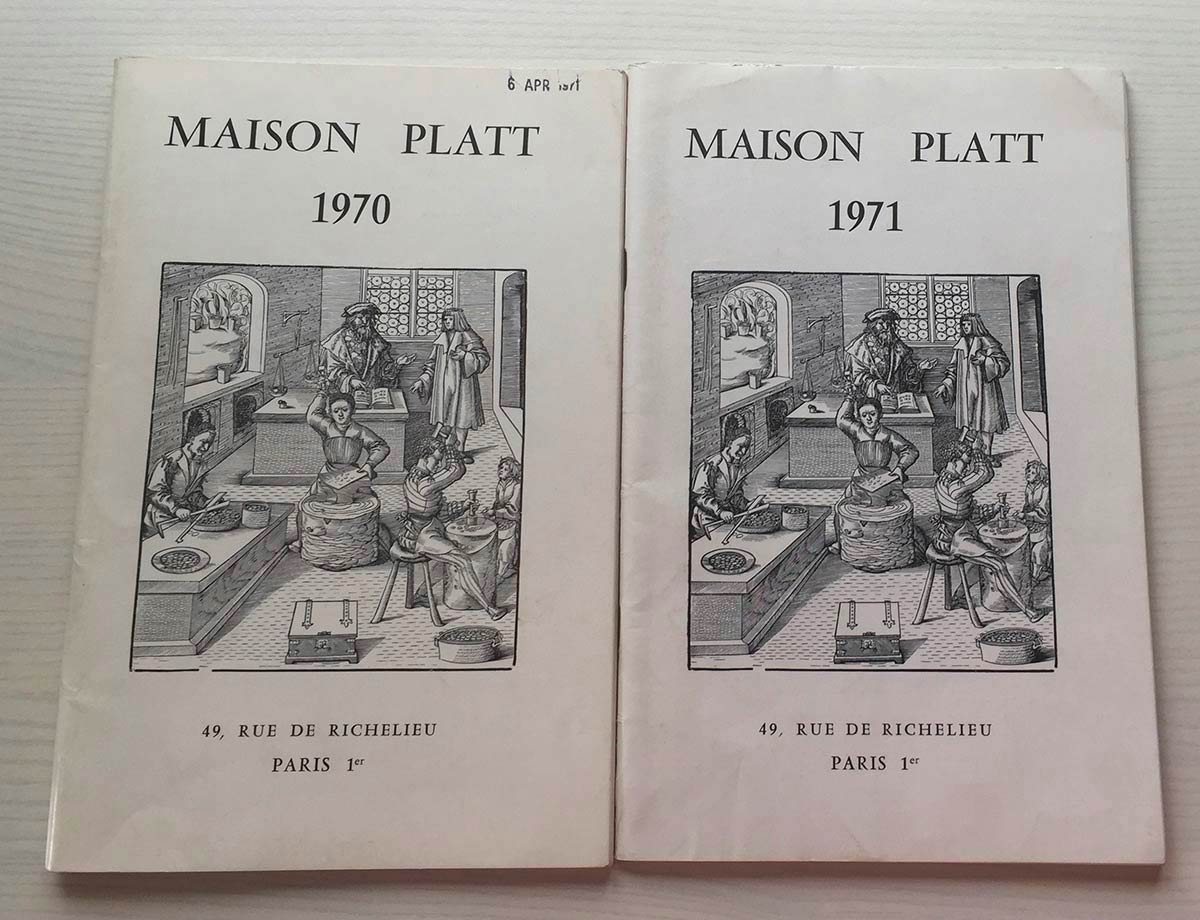 6 APR 1971
MAISON PLATT
1970
49, RUE DE RICHELIEU
PARIS 1er
MAISON PLATT
1971
49, RUE DE RICHELIEU
PARIS 1er